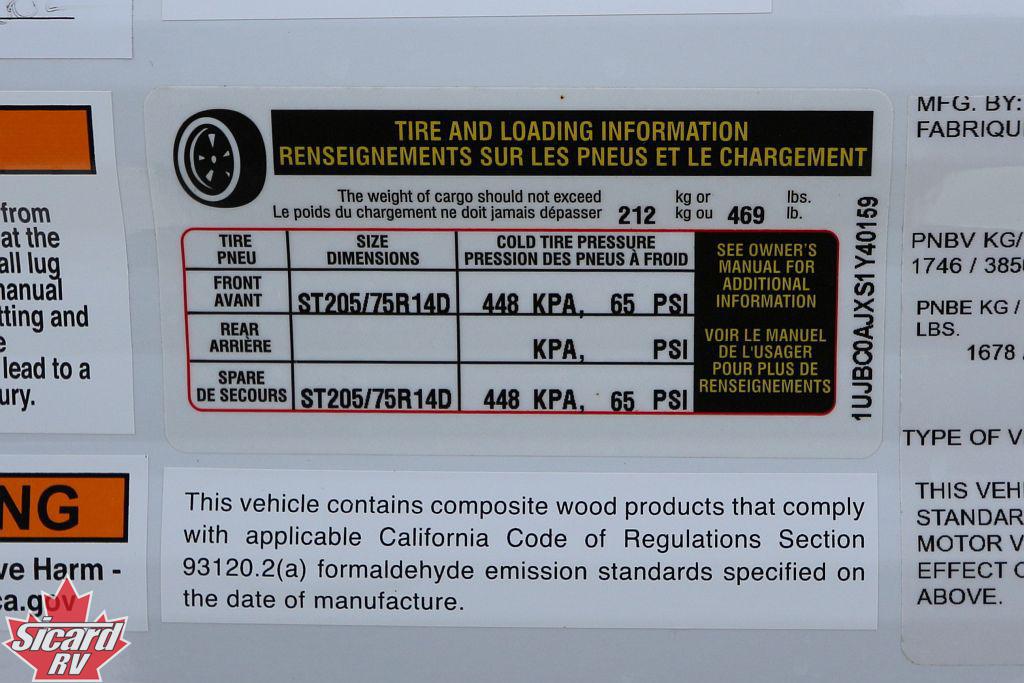 TIRE AND LOADING INFORMATION
RENSEIGNEMENTS SUR LES PNEUS ET LE CHARGEMENT
The weight of cargo should not exceed kg or lbs.
Le poids du chargement ne doit jamais dépasser 212 kg ou 469 lb.
TIRE SIZE COLD TIRE PRESSURE
PNEU DIMENSIONS PRESSION DES PNEUS À FROID
FRONT
AVANT ST205/75R14D 448 KPA, 65 PSI
REAR
ARRIÈRE KPA, PSI
SPARE
DE SECOURS ST205/75R14D 448 KPA, 65 PSI
SEE OWNER'S
MANUAL FOR
ADDITIONAL
INFORMATION
VOIR LE MANUEL
DE L'USAGER
POUR PLUS DE
RENSEIGNEMENTS
1UJBC0AJXS1Y40159
This vehicle contains composite wood products that comply
with applicable California Code of Regulations Section
93120.2(a) formaldehyde emission standards specified on
the date of manufacture.
from
at the
all lug
manual
tting and
e
lead to a
ury.
NG
ve Harm -
ca.gov
Sicard
RV
MFG. BY:
FABRIQU
PNBV KG/
1746 / 385
PNBE KG /
LBS.
1678
TYPE OF V
THIS VEHI
STANDAR
MOTOR V
EFFECT O
ABOVE.